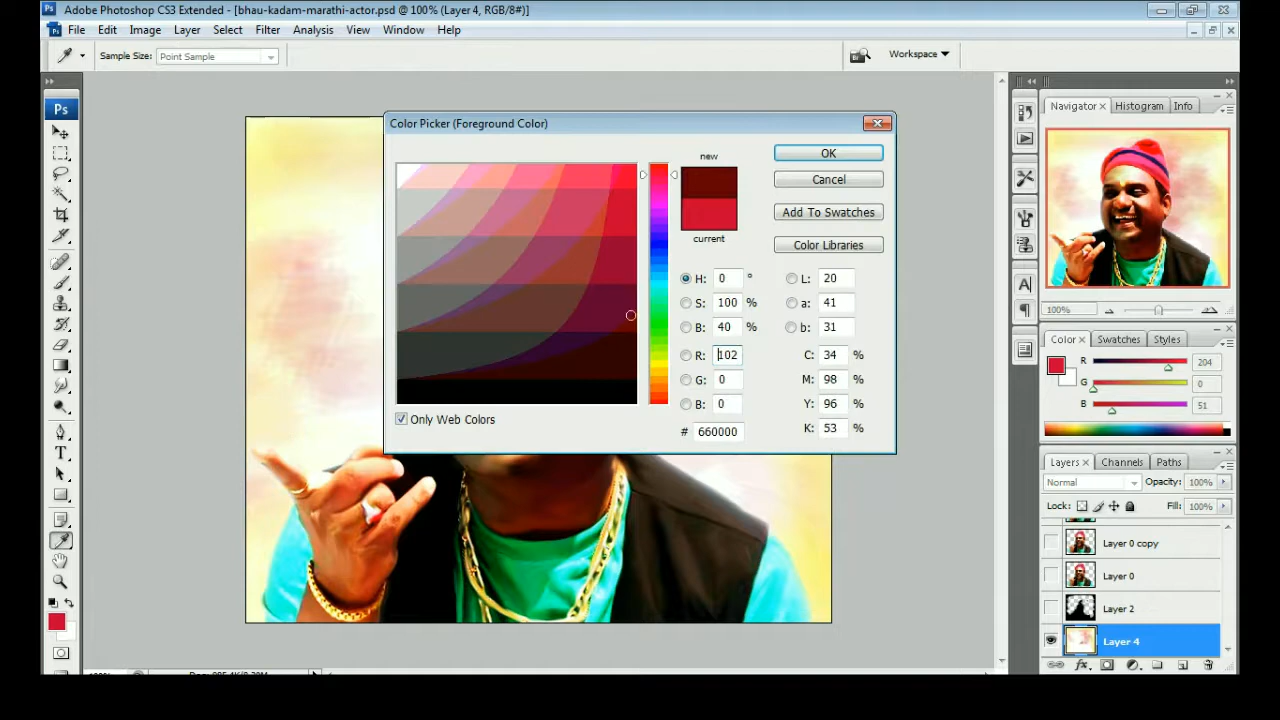 Ps Adobe Photoshop CS3 Extended - [bhau-kadam-marathi-actor.psd @ 100% (Layer 4, RGB/8#)]
File Edit Image Layer Select Filter Analysis View Window Help
Sample Size: Point Sample
Workspace
Ps
Color Picker (Foreground Color)
new
current
OK
Cancel
Add To Swatches
Color Libraries
H: 0 °
S: 100 %
B: 40 %
R: 102
G: 0
B: 0
# 660000
L: 20
a: 41
b: 31
C: 34 %
M: 98 %
Y: 96 %
K: 53 %
Only Web Colors
Navigator × Histogram Info
100%
Color × Swatches Styles
R 204
G 0
B 51
Layers × Channels Paths
Normal Opacity: 100%
Lock: Fill: 100%
Layer 0 copy
Layer 0
Layer 2
Layer 4